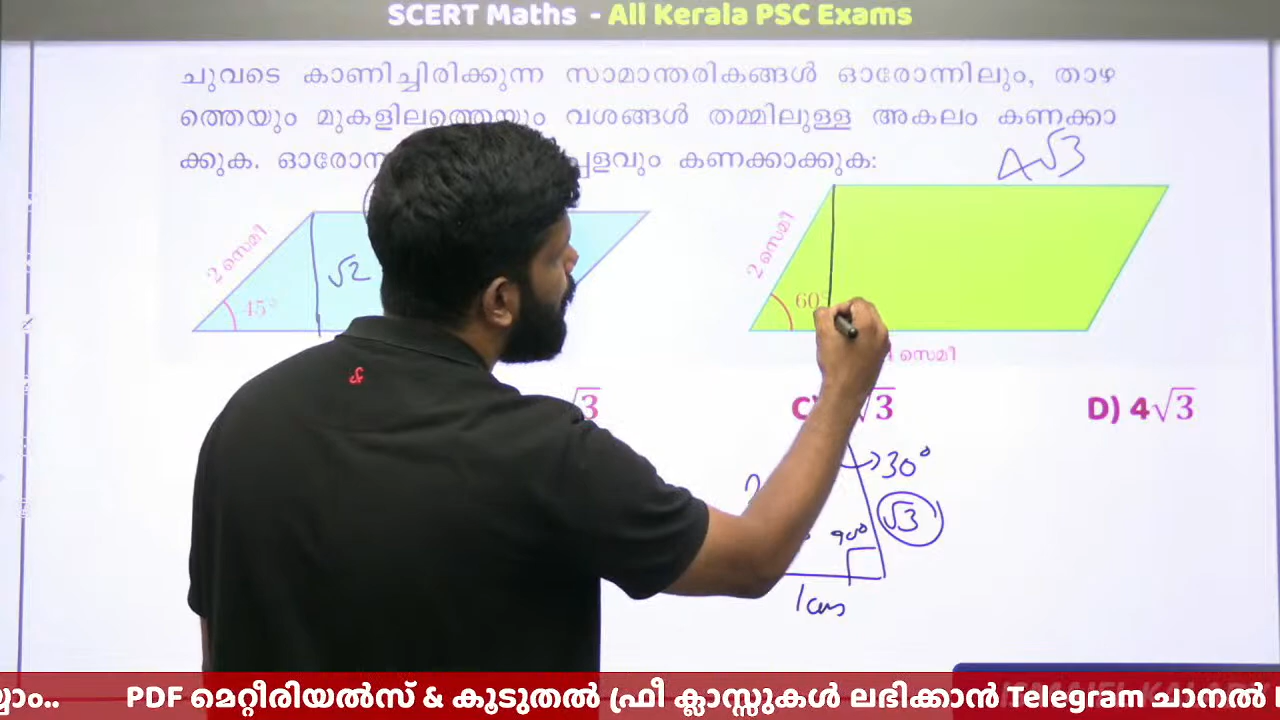 SCERT Maths - All Kerala PSC Exams
ചുവടെ കാണിച്ചിരിക്കുന്ന സാമാന്തരികങ്ങൾ ഓരോന്നിലും, താഴ
ത്തെയും മുകളിലത്തെയും വശങ്ങൾ തമ്മിലുള്ള അകലം കണക്കാ
ക്കുക. കണക്കാക്കുക:
4√3
2 സെമീ
45°
√2
2 സെമീ
60°
സെമീ
√3
C) √3
D) 4√3
30°
2
90°
√3
1cm
PDF മെറ്റീരിയൽസ് & കൂടുതൽ ഫ്രീ ക്ലാസ്സുകൾ ലഭിക്കാൻ Telegram ചാനൽ